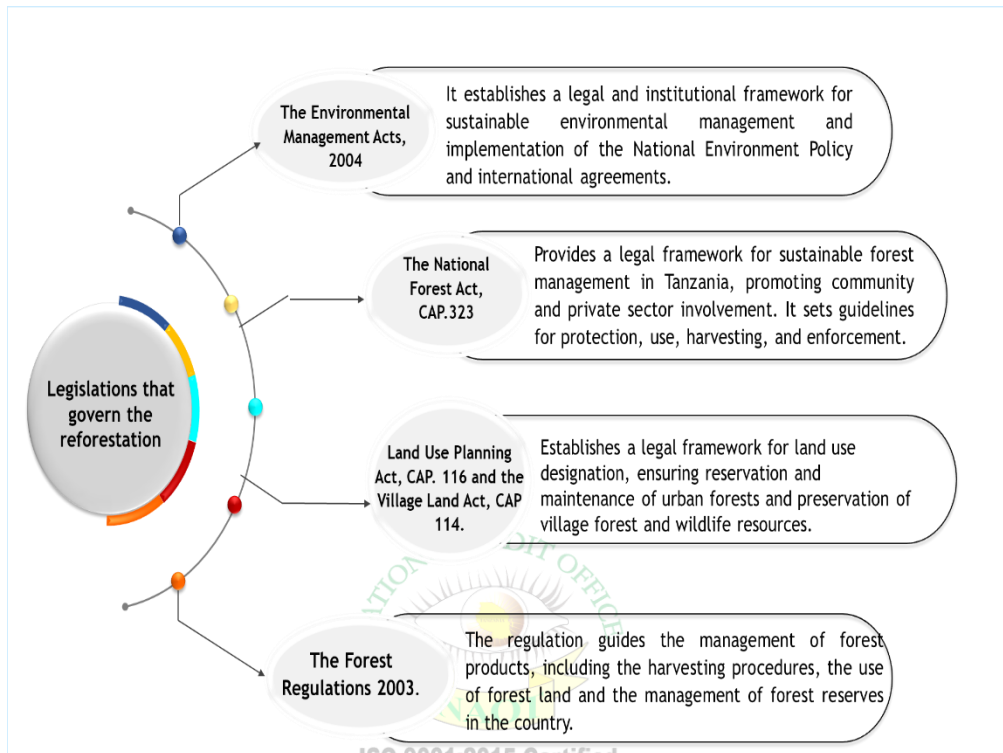 The Environmental
Management Acts,
2004
It establishes a legal and institutional framework for
sustainable environmental management and
implementation of the National Environment Policy
and international agreements.
The National
Forest Act,
CAP.323
Provides a legal framework for sustainable forest
management in Tanzania, promoting community
and private sector involvement. It sets guidelines
for protection, use, harvesting, and enforcement.
Legislations that
govern the
reforestation
Land Use Planning
Act, CAP. 116 and the
Village Land Act, CAP
114.
Establishes a legal framework for land use
designation, ensuring reservation and
maintenance of urban forests and preservation of
village forest and wildlife resources.
The Forest
Regulations 2003.
The regulation guides the management of forest
products, including the harvesting procedures, the use
of forest land and the management of forest reserves
in the country.
OFFICE